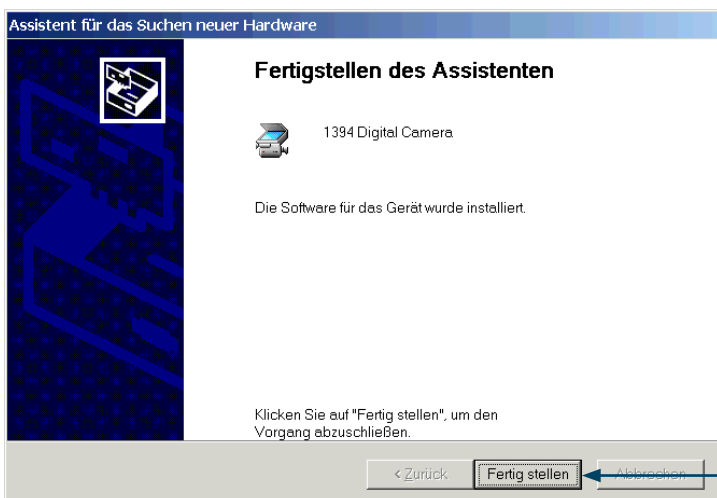 Assistent für das Suchen neuer Hardware
Fertigstellen des Assistenten
1394 Digital Camera
Die Software für das Gerät wurde installiert.
Klicken Sie auf "Fertig stellen", um den
Vorgang abzuschließen.
< Zurück Fertig stellen Abbrechen